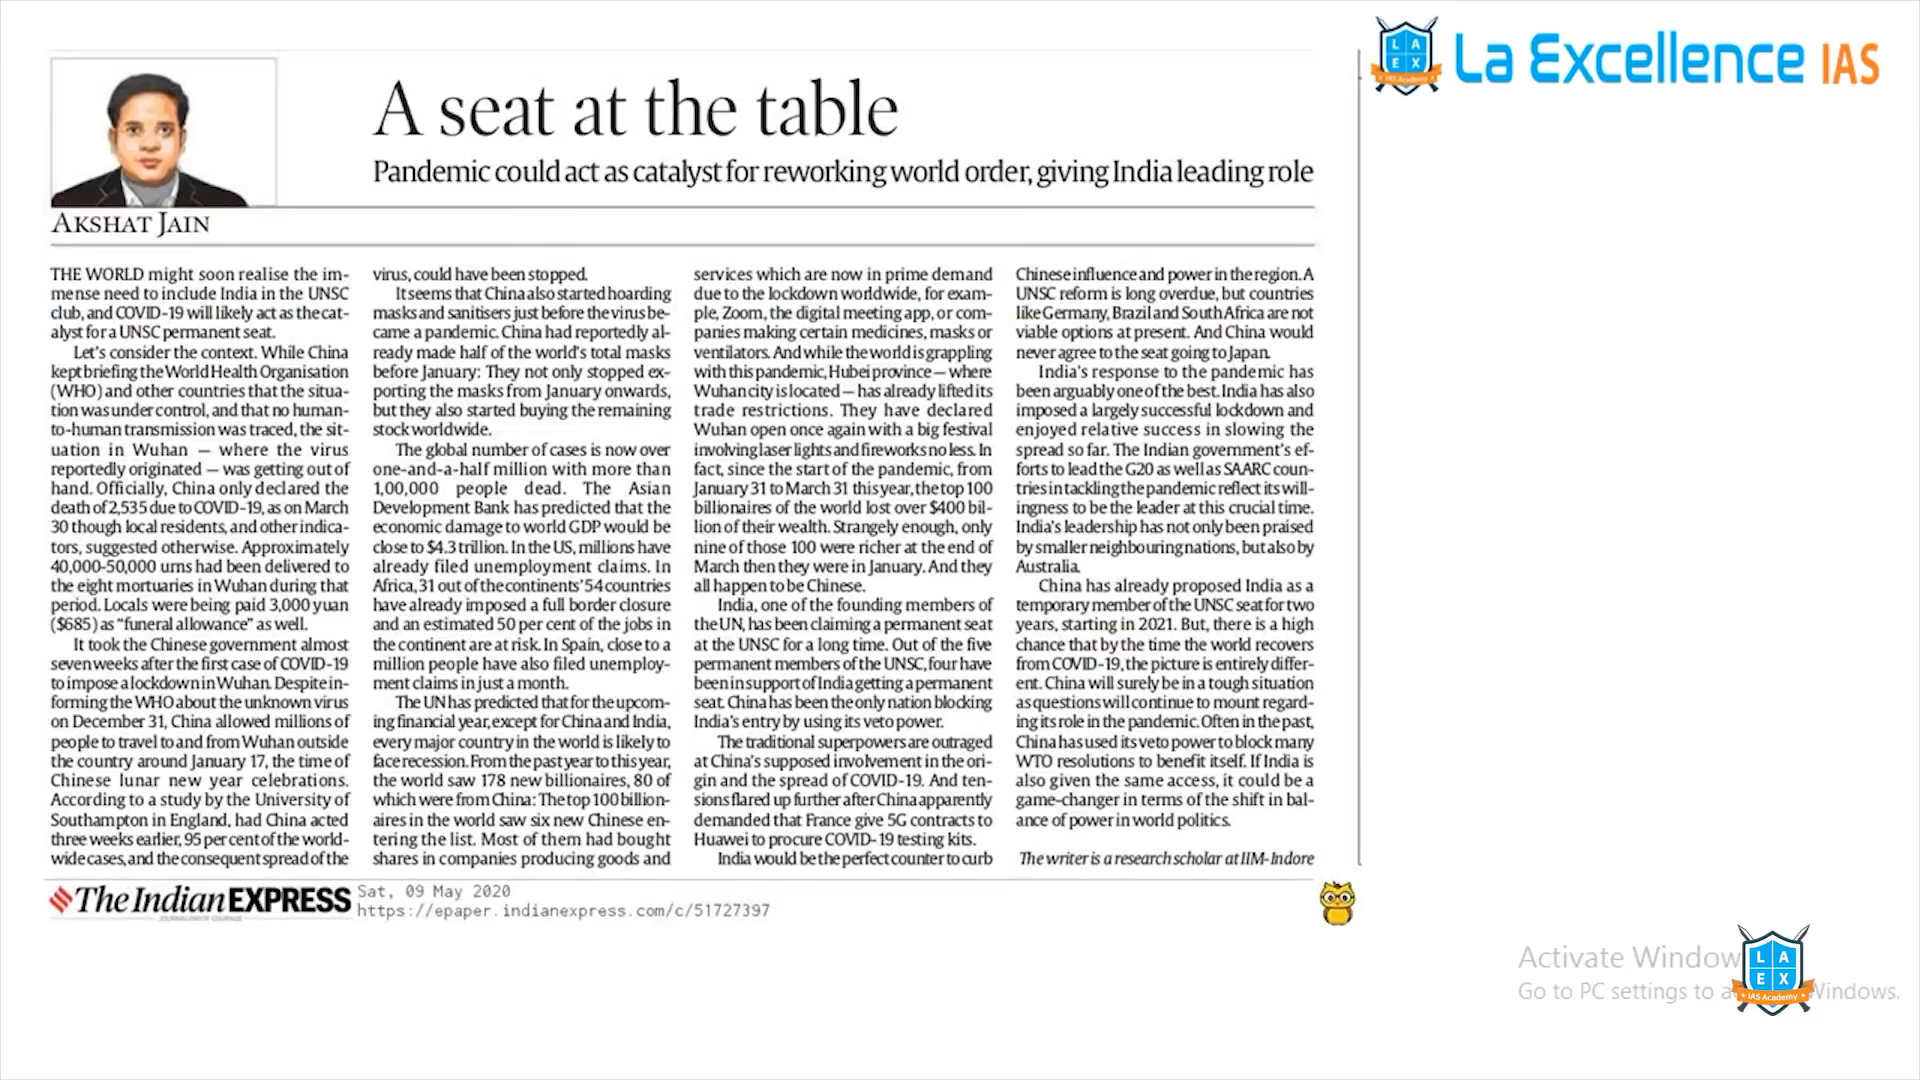 LA
EX
IAS Academy
La Excellence IAS
A seat at the table
Pandemic could act as catalyst for reworking world order, giving India leading role
AKSHAT JAIN
THE WORLD might soon realise the im-
mense need to include India in the UNSC
club, and COVID-19 will likely act as the cat-
alyst for a UNSC permanent seat.
Let's consider the context. While China
kept briefing the World Health Organisation
(WHO) and other countries that the situa-
tion was under control, and that no human-
to-human transmission was traced, the sit-
uation in Wuhan — where the virus
reportedly originated — was getting out of
hand. Officially, China only declared the
death of 2,535 due to COVID-19, as on March
30 though local residents, and other indica-
tors, suggested otherwise. Approximately
40,000-50,000 urns had been delivered to
the eight mortuaries in Wuhan during that
period. Locals were being paid 3,000 yuan
($685) as "funeral allowance" as well.
It took the Chinese government almost
seven weeks after the first case of COVID-19
to impose a lockdown in Wuhan. Despite in-
forming the WHO about the unknown virus
on December 31, China allowed millions of
people to travel to and from Wuhan outside
the country around January 17, the time of
Chinese lunar new year celebrations.
According to a study by the University of
Southampton in England, had China acted
three weeks earlier, 95 per cent of the world-
wide cases, and the consequent spread of the
virus, could have been stopped.
It seems that China also started hoarding
masks and sanitisers just before the virus be-
came a pandemic. China had reportedly al-
ready made half of the world's total masks
before January: They not only stopped ex-
porting the masks from January onwards,
but they also started buying the remaining
stock worldwide.
The global number of cases is now over
one-and-a-half million with more than
1,00,000 people dead. The Asian
Development Bank has predicted that the
economic damage to world GDP would be
close to $4.3 trillion. In the US, millions have
already filed unemployment claims. In
Africa, 31 out of the continents' 54 countries
have already imposed a full border closure
and an estimated 50 per cent of the jobs in
the continent are at risk. In Spain, close to a
million people have also filed unemploy-
ment claims in just a month.
The UN has predicted that for the upcom-
ing financial year, except for China and India,
every major country in the world is likely to
face recession. From the past year to this year,
the world saw 178 new billionaires, 80 of
which were from China: The top 100 billion-
aires in the world saw six new Chinese en-
tering the list. Most of them had bought
shares in companies producing goods and
services which are now in prime demand
due to the lockdown worldwide, for exam-
ple, Zoom, the digital meeting app, or com-
panies making certain medicines, masks or
ventilators. And while the world is grappling
with this pandemic, Hubei province — where
Wuhan city is located — has already lifted its
trade restrictions. They have declared
Wuhan open once again with a big festival
involving laser lights and fireworks no less. In
fact, since the start of the pandemic, from
January 31 to March 31 this year, the top 100
billionaires of the world lost over $400 bil-
lion of their wealth. Strangely enough, only
nine of those 100 were richer at the end of
March then they were in January. And they
all happen to be Chinese.
India, one of the founding members of
the UN, has been claiming a permanent seat
at the UNSC for a long time. Out of the five
permanent members of the UNSC, four have
been in support of India getting a permanent
seat. China has been the only nation blocking
India's entry by using its veto power.
The traditional superpowers are outraged
at China's supposed involvement in the ori-
gin and the spread of COVID-19. And ten-
sions flared up further after China apparently
demanded that France give 5G contracts to
Huawei to procure COVID-19 testing kits.
India would be the perfect counter to curb
Chinese influence and power in the region. A
UNSC reform is long overdue, but countries
like Germany, Brazil and South Africa are not
viable options at present. And China would
never agree to the seat going to Japan.
India's response to the pandemic has
been arguably one of the best. India has also
imposed a largely successful lockdown and
enjoyed relative success in slowing the
spread so far. The Indian government's ef-
forts to lead the G20 as well as SAARC coun-
tries in tackling the pandemic reflect its will-
ingness to be the leader at this crucial time.
India's leadership has not only been praised
by smaller neighbouring nations, but also by
Australia.
China has already proposed India as a
temporary member of the UNSC seat for two
years, starting in 2021. But, there is a high
chance that by the time the world recovers
from COVID-19, the picture is entirely differ-
ent. China will surely be in a tough situation
as questions will continue to mount regard-
ing its role in the pandemic. Often in the past,
China has used its veto power to block many
WTO resolutions to benefit itself. If India is
also given the same access, it could be a
game-changer in terms of the shift in bal-
ance of power in world politics.
The writer is a research scholar at IIM-Indore
The Indian EXPRESS
Sat, 09 May 2020
https://epaper.indianexpress.com/c/51727397
Activate Window
Go to PC settings to a Windows.
LA
EX
IAS Academy